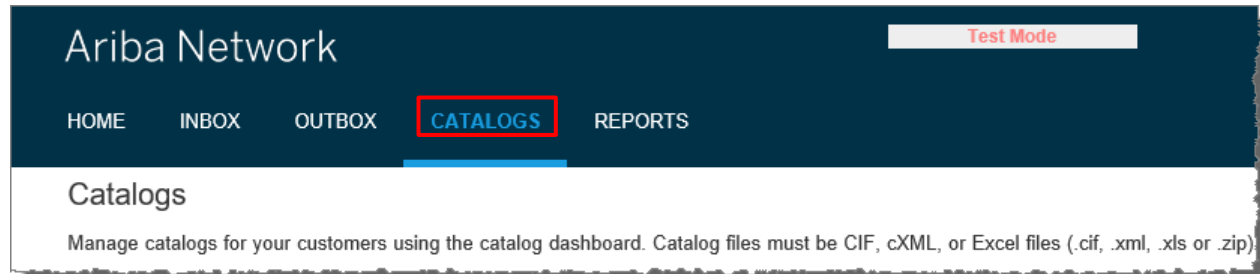 Ariba Network
Test Mode
HOME INBOX OUTBOX CATALOGS REPORTS
Catalogs
Manage catalogs for your customers using the catalog dashboard. Catalog files must be CIF, cXML, or Excel files (.cif, .xml, .xls or .zip)